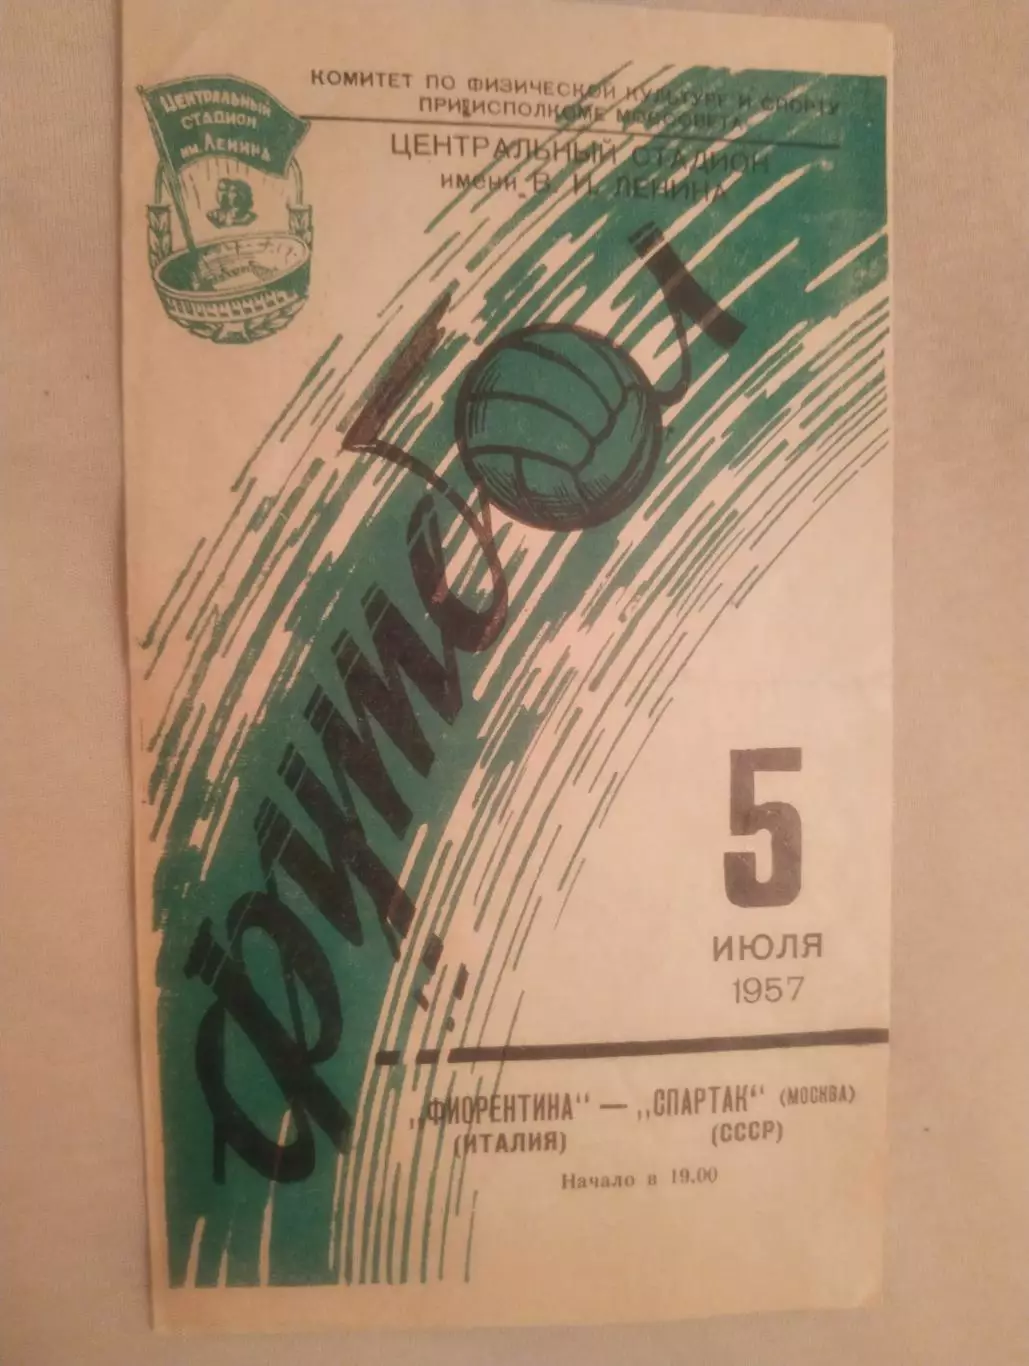 КОМИТЕТ ПО ФИЗИЧЕСКОЙ КУЛЬТУРЕ И СПОРТУ
ПРИ ИСПОЛКОМЕ МОССОВЕТА
ЦЕНТРАЛЬНЫЙ СТАДИОН
ИМЕНИ В. И. ЛЕНИНА
ЦЕНТРАЛЬНЫЙ
СТАДИОН
им. ЛЕНИНА
футбол
5
ИЮЛЯ
1957
„ФИОРЕНТИНА“ — „СПАРТАК“ (МОСКВА)
(ИТАЛИЯ) (СССР)
Начало в 19.00